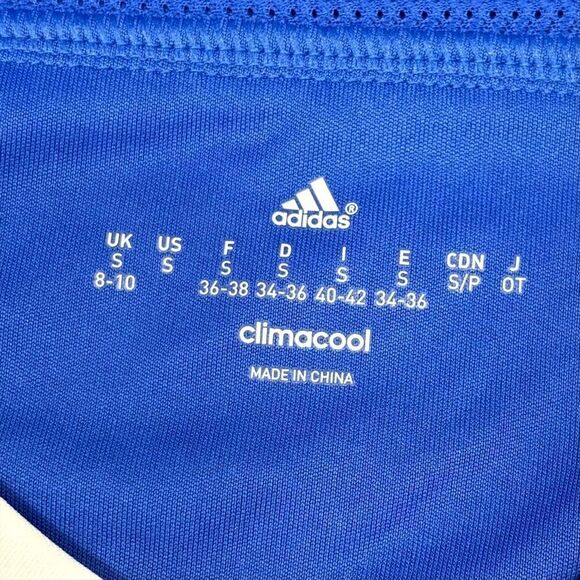 adidas®
UK US F D I E CDN J
S S S S S S S/P OT
8-10 36-38 34-36 40-42 34-36
climacool
MADE IN CHINA